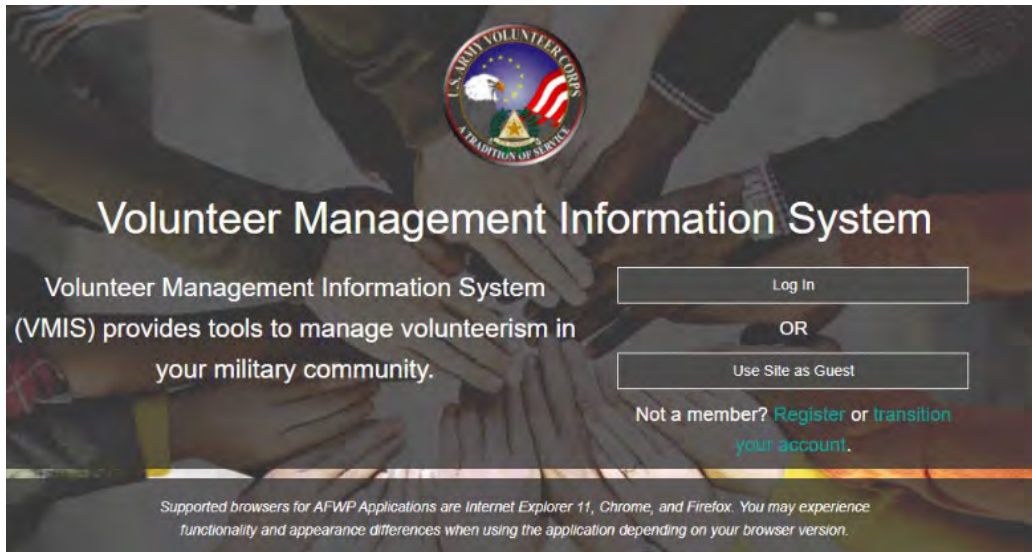 U.S. ARMY VOLUNTEER CORPS
A TRADITION OF SERVICE
Volunteer Management Information System
Volunteer Management Information System
(VMIS) provides tools to manage volunteerism in
your military community.
Log In
OR
Use Site as Guest
Not a member? Register or transition
your account.
Supported browsers for AFWP Applications are Internet Explorer 11, Chrome, and Firefox. You may experience
functionality and appearance differences when using the application depending on your browser version.